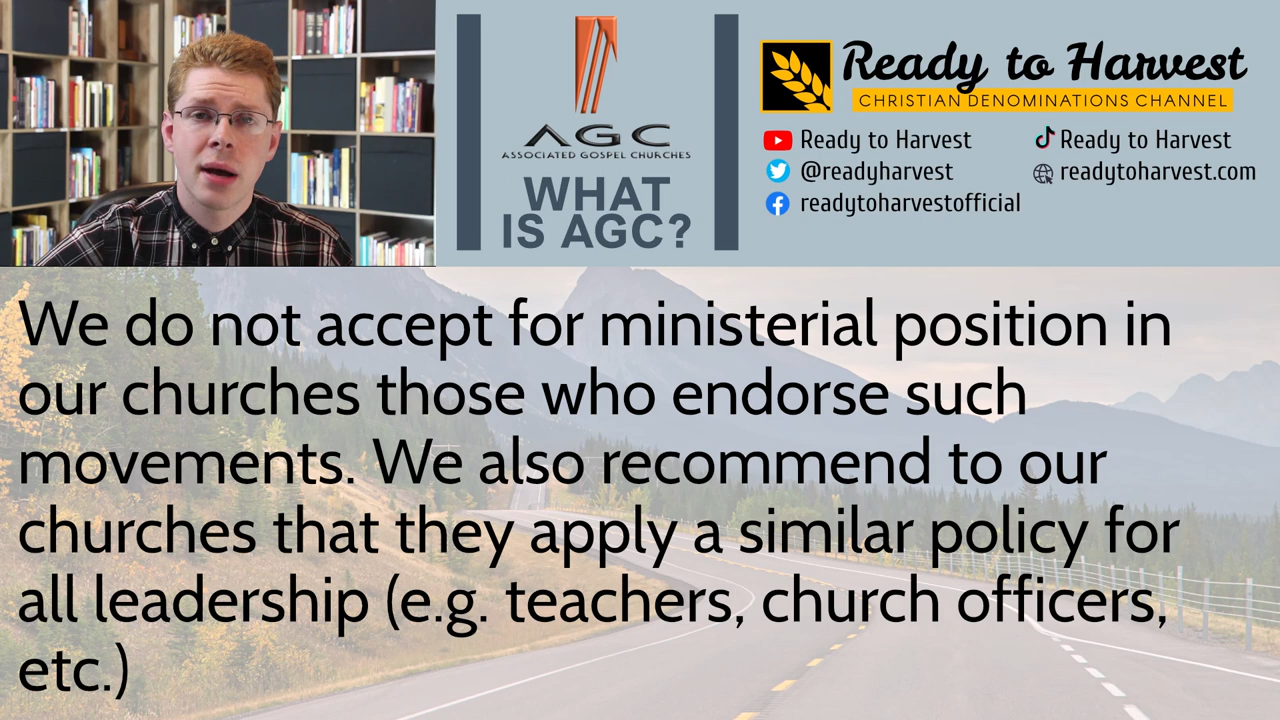 AGC
ASSOCIATED GOSPEL CHURCHES
WHAT
IS AGC?
Ready to Harvest
CHRISTIAN DENOMINATIONS CHANNEL
Ready to Harvest
Ready to Harvest
@readyharvest
readytoharvest.com
readytoharvestofficial
We do not accept for ministerial position in
our churches those who endorse such
movements. We also recommend to our
churches that they apply a similar policy for
all leadership (e.g. teachers, church officers,
etc.)